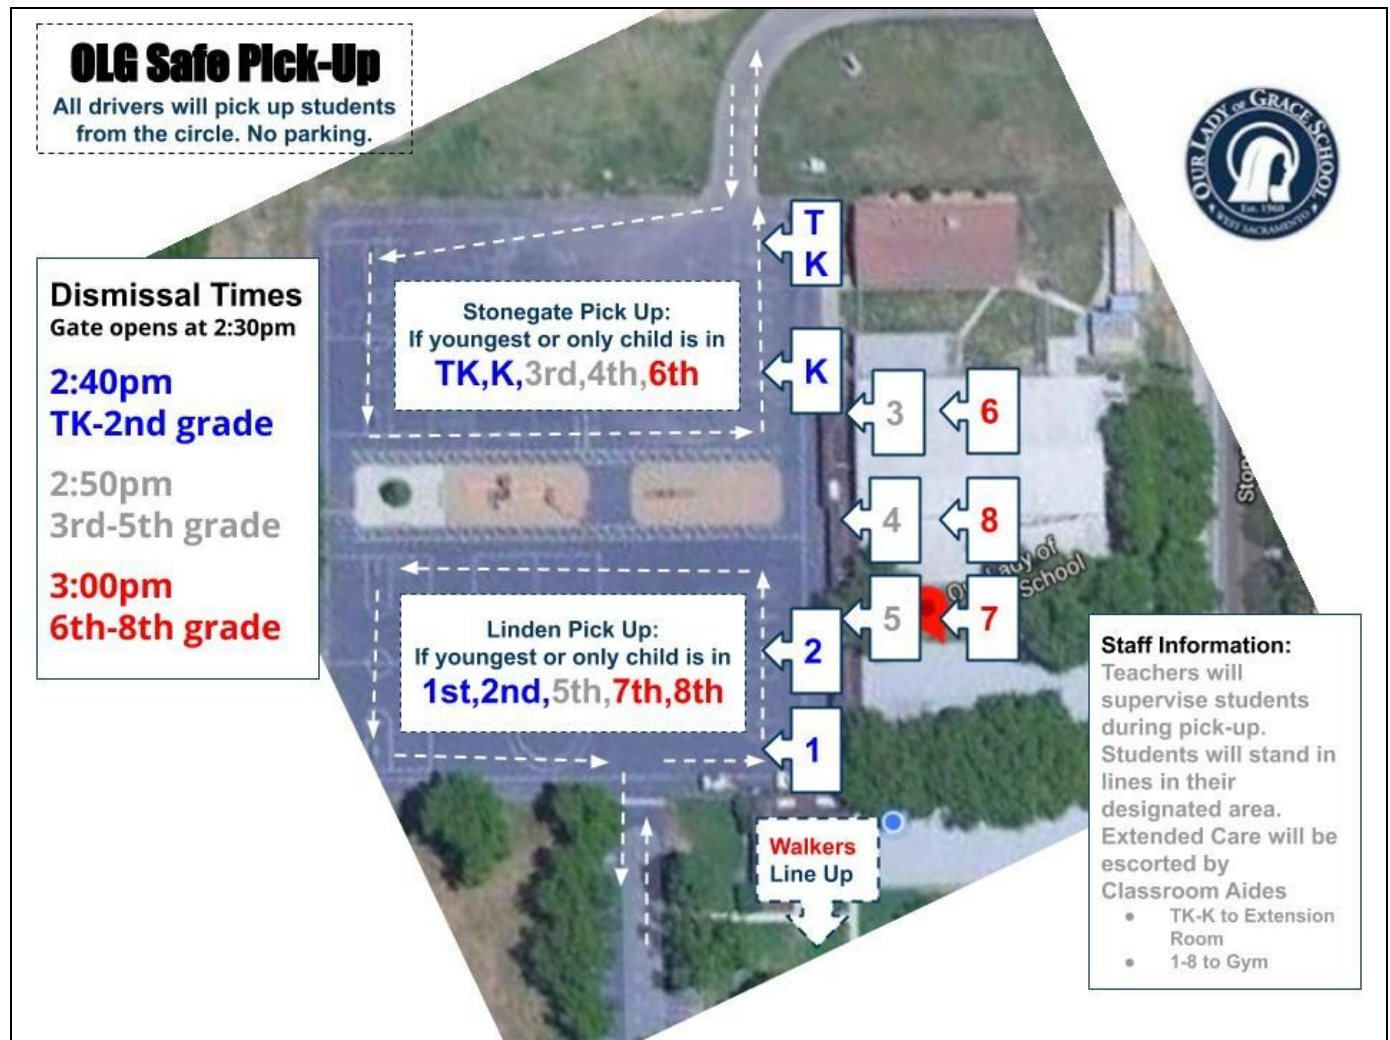 OLG Safe Pick-Up
All drivers will pick up students
from the circle. No parking.
OUR LADY OF GRACE SCHOOL
Est. 1960
WEST SACRAMENTO
Dismissal Times
Gate opens at 2:30pm
2:40pm
TK-2nd grade
2:50pm
3rd-5th grade
3:00pm
6th-8th grade
Stonegate Pick Up:
If youngest or only child is in
TK,K,3rd,4th,6th
Linden Pick Up:
If youngest or only child is in
1st,2nd,5th,7th,8th
T
K
K
3
6
4
8
5
7
2
1
School
Walkers
Line Up
Staff Information:
Teachers will
supervise students
during pick-up.
Students will stand in
lines in their
designated area.
Extended Care will be
escorted by
Classroom Aides
● TK-K to Extension
Room
● 1-8 to Gym